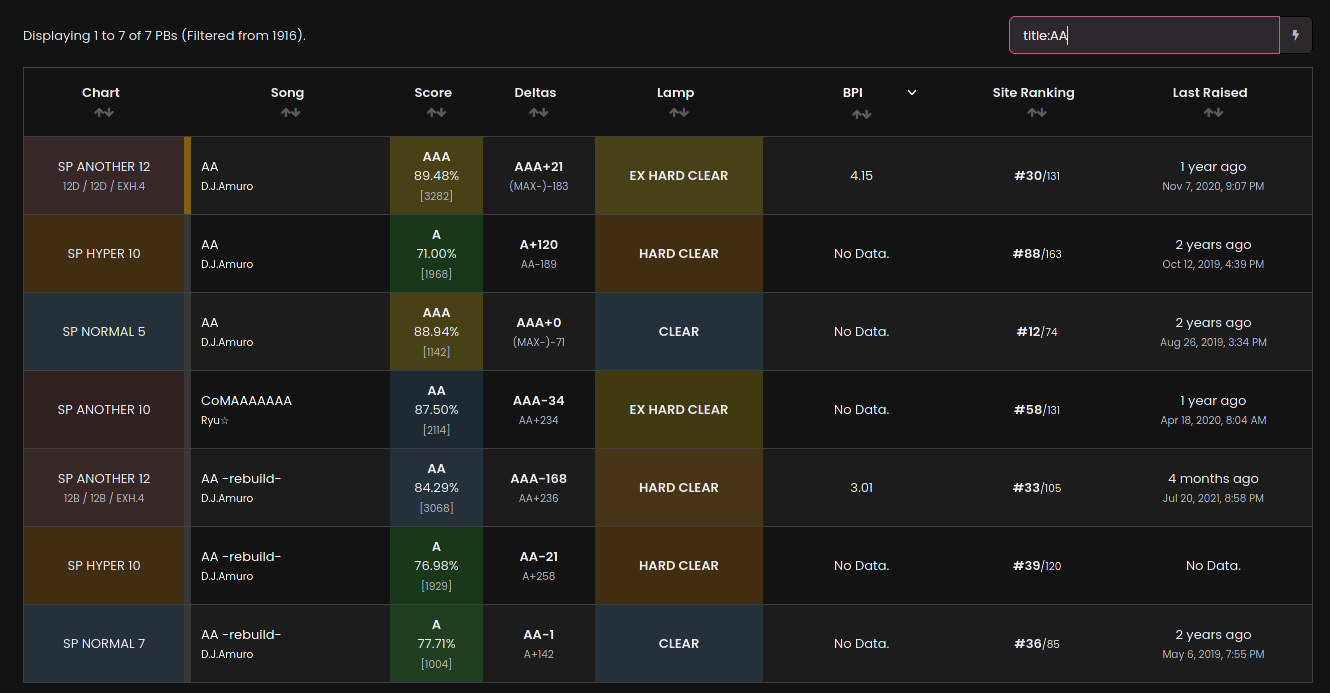 Displaying 1 to 7 of 7 PBs (Filtered from 1916).
title:AA
Chart Song Score Deltas Lamp BPI Site Ranking Last Raised
SP ANOTHER 12
12D / 12D / EXH.4
AA
D.J.Amuro
AAA
89.48%
[3282]
AAA+21
(MAX-)-183
EX HARD CLEAR
4.15
#30/131
1 year ago
Nov 7, 2020, 9:07 PM
SP HYPER 10
AA
D.J.Amuro
A
71.00%
[1968]
A+120
AA-189
HARD CLEAR
No Data.
#88/163
2 years ago
Oct 12, 2019, 4:39 PM
SP NORMAL 5
AA
D.J.Amuro
AAA
88.94%
[1142]
AAA+0
(MAX-)-71
CLEAR
No Data.
#12/74
2 years ago
Aug 26, 2019, 3:34 PM
SP ANOTHER 10
CoMAAAAAAA
Ryu☆
AA
87.50%
[2114]
AAA-34
AA+234
EX HARD CLEAR
No Data.
#58/131
1 year ago
Apr 18, 2020, 8:04 AM
SP ANOTHER 12
12B / 12B / EXH.4
AA -rebuild-
D.J.Amuro
AA
84.29%
[3068]
AAA-168
AA+236
HARD CLEAR
3.01
#33/105
4 months ago
Jul 20, 2021, 8:58 PM
SP HYPER 10
AA -rebuild-
D.J.Amuro
A
76.98%
[1929]
AA-21
A+258
HARD CLEAR
No Data.
#39/120
No Data.
SP NORMAL 7
AA -rebuild-
D.J.Amuro
A
77.71%
[1004]
AA-1
A+142
CLEAR
No Data.
#36/85
2 years ago
May 6, 2019, 7:55 PM